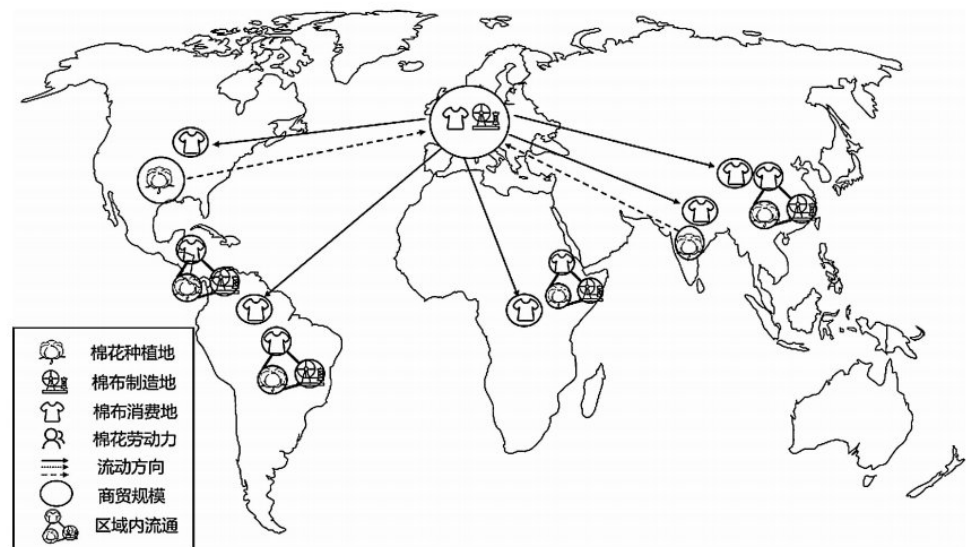 棉花种植地
棉布制造地
棉布消费地
棉花劳动力
流动方向
商贸规模
区域内流通